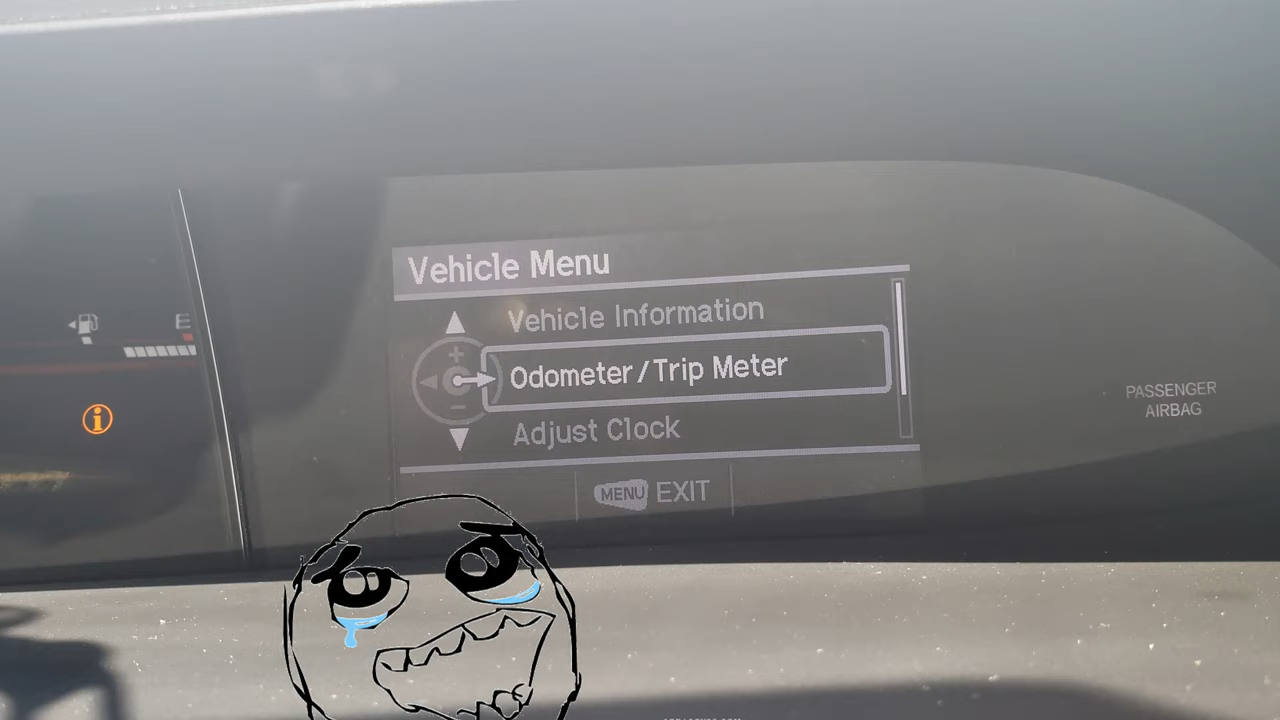 Vehicle Menu
Vehicle Information
Odometer/Trip Meter
Adjust Clock
MENU EXIT
E
PASSENGER
AIRBAG